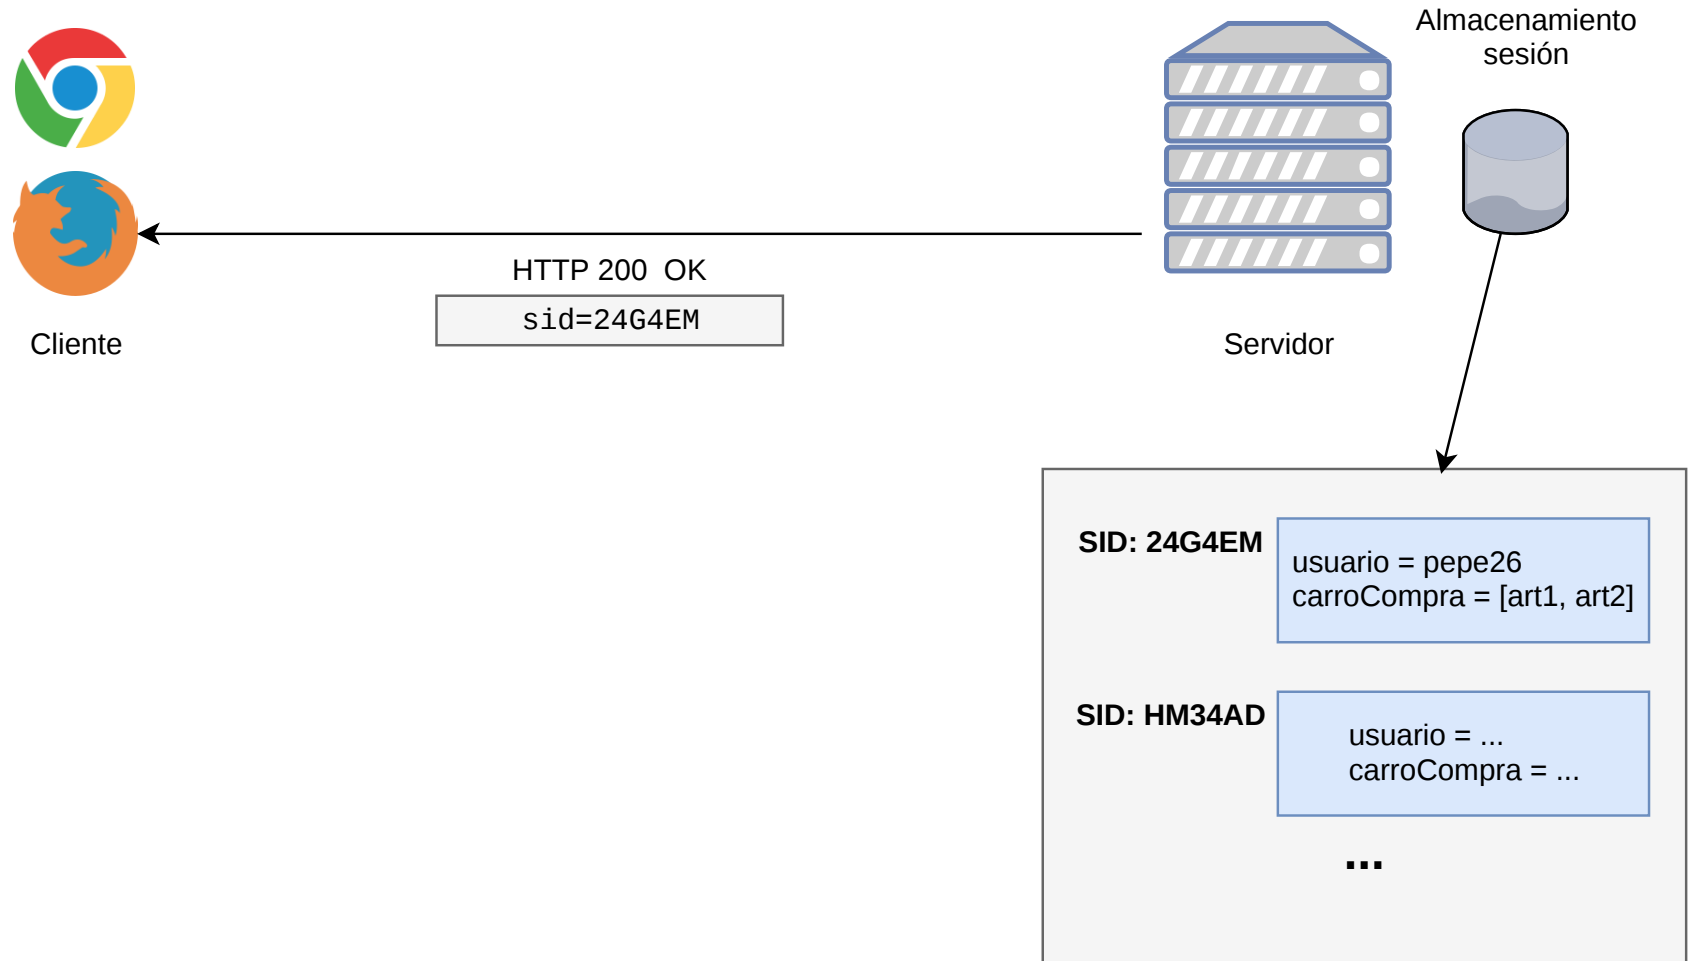 Almacenamiento
sesión
HTTP 200  OK
sid=24G4EM
Cliente
Servidor
SID: 24G4EM
usuario = pepe26
carroCompra = [art1, art2]
SID: HM34AD
usuario = ...
carroCompra = ...
...